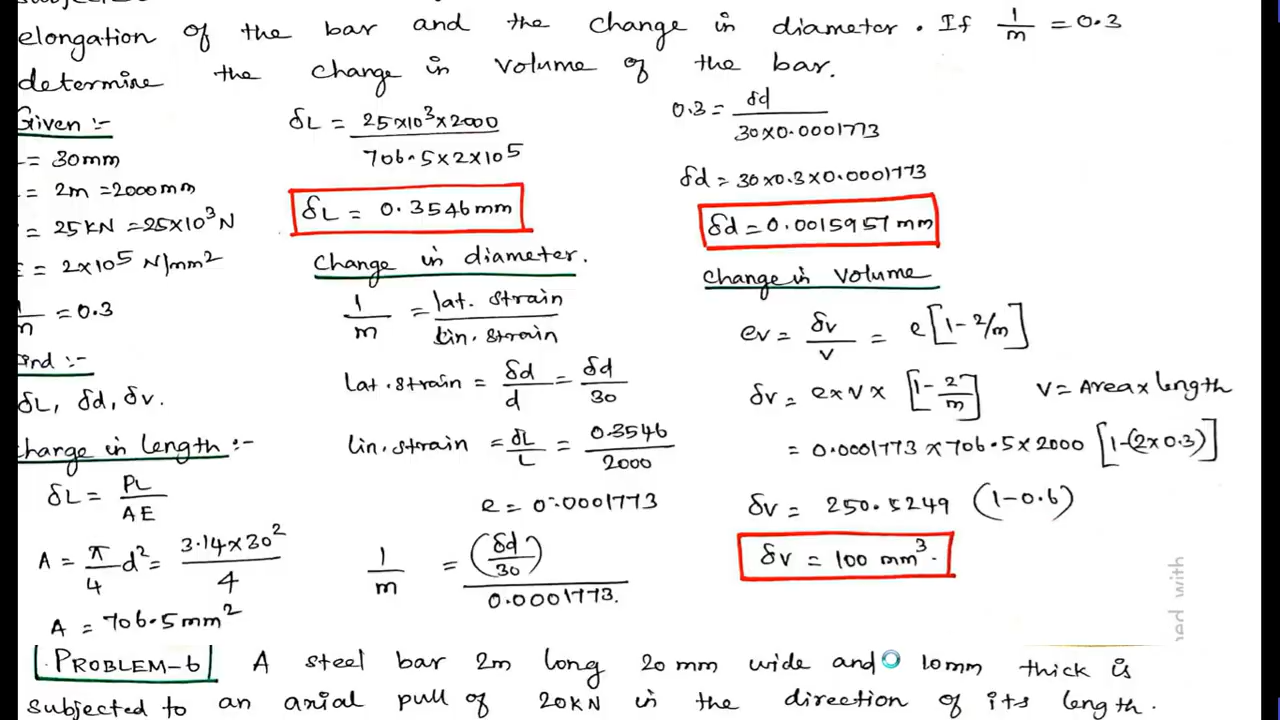 elongation of the bar and the change in diameter. If 1/m = 0.3
determine the change in volume of the bar.
Given :-
= 30mm
= 2m = 2000mm
= 25KN = 25×10³N
= 2×10⁵ N/mm²
= 0.3
ind :-
δL, δd, δv.
hange in length :-
δL = PL/AE
A = π/4 d² = 3.14×30²/4
A = 706.5mm²
δL = 25×10³×2000 / 706.5×2×10⁵
δL = 0.3546mm
Change in diameter.
1/m = lat. strain / lin. strain
lat. strain = δd/d = δd/30
lin. strain = δL/L = 0.3546/2000
e = 0.0001773
1/m = (δd/30) / 0.0001773.
0.3 = δd / 30×0.0001773
δd = 30×0.3×0.0001773
δd = 0.0015957mm
Change in volume
ev = δv/v = e[1-2/m]
δv = e×v× [1-2/m] v = Area × length
= 0.0001773×706.5×2000 [1-(2×0.3)]
δv = 250.5249 (1-0.6)
δv = 100 mm³.
PROBLEM-6 A steel bar 2m long 20mm wide and 10mm thick is
subjected to an axial pull of 20KN in the direction of its length.